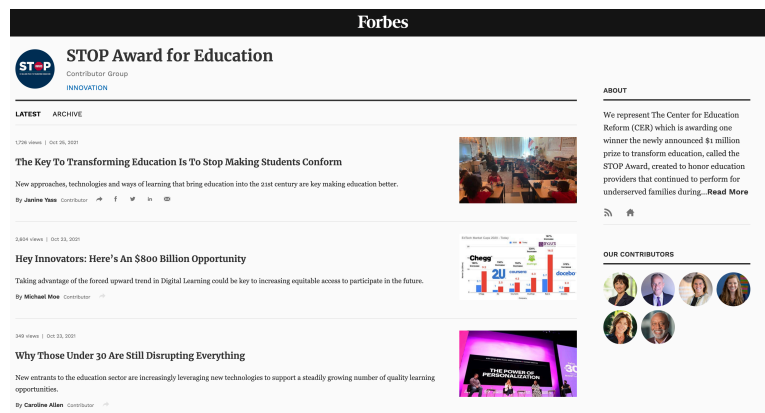 Forbes
STOP
STOP Award for Education
Contributor Group
INNOVATION
LATEST ARCHIVE
1,726 views | Oct 25, 2021
The Key To Transforming Education Is To Stop Making Students Conform
New approaches, technologies and ways of learning that bring education into the 21st century are key making education better.
By Janine Yass Contributor
2,604 views | Oct 23, 2021
Hey Innovators: Here's An $800 Billion Opportunity
Taking advantage of the forced upward trend in Digital Learning could be key to increasing equitable access to participate in the future.
By Michael Moe Contributor
Chegg
2U
docebo
349 views | Oct 23, 2021
Why Those Under 30 Are Still Disrupting Everything
New entrants to the education sector are increasingly leveraging new technologies to support a steadily growing number of quality learning
opportunities.
By Caroline Allen Contributor
THE POWER OF
PERSONALIZATION
30
ABOUT
We represent The Center for Education
Reform (CER) which is awarding one
winner the newly announced $1 million
prize to transform education, called the
STOP Award, created to honor education
providers that continued to perform for
underserved families during...Read More
OUR CONTRIBUTORS